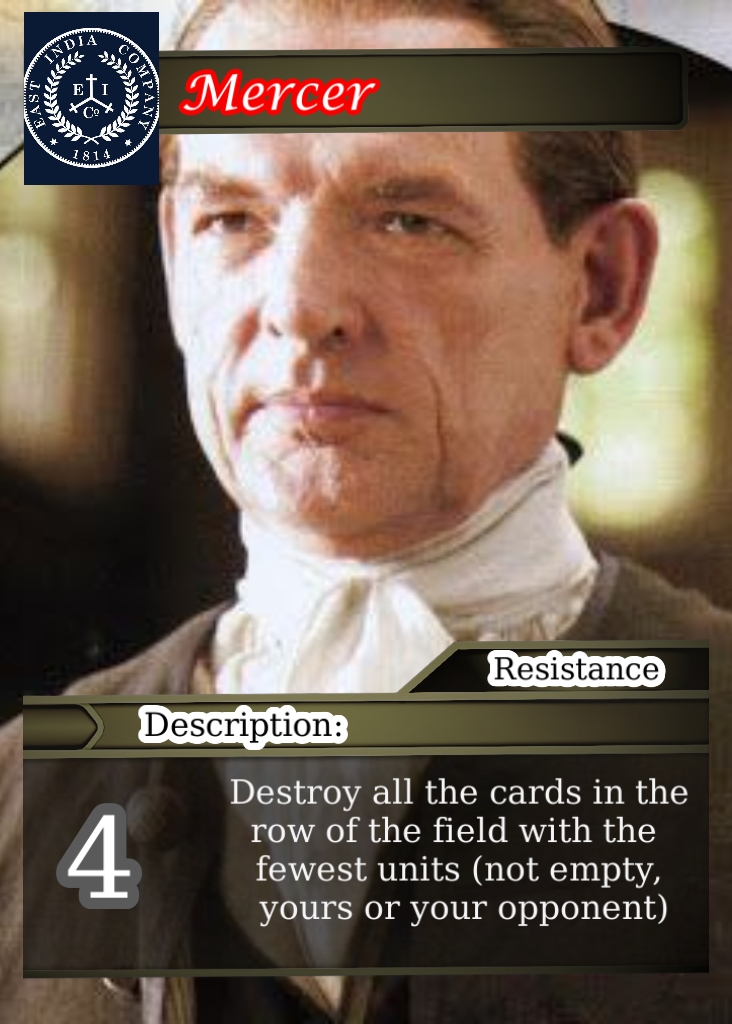 EAST INDIA COMPANY
E I
Cº
1814
Mercer
Resistance
Description:
4
Destroy all the cards in the
row of the field with the
fewest units (not empty,
yours or your opponent)